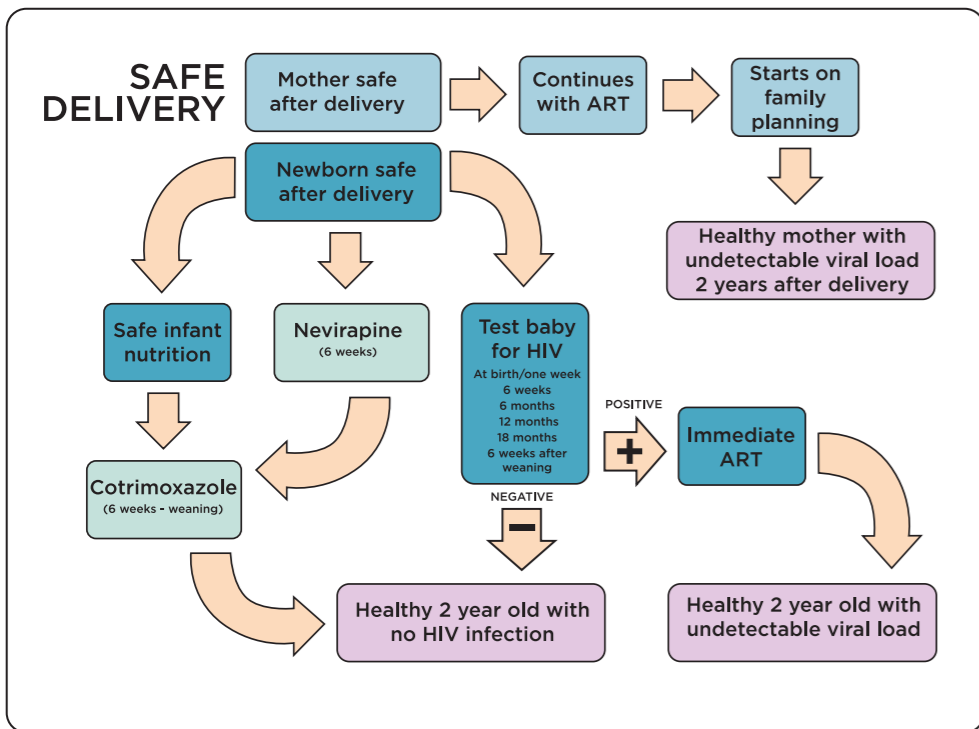 SAFE
DELIVERY
Mother safe
after delivery
Continues
with ART
Starts on
family
planning
Newborn safe
after delivery
Healthy mother with
undetectable viral load
2 years after delivery
Safe infant
nutrition
Nevirapine
(6 weeks)
Test baby
for HIV
At birth/one week
6 weeks
6 months
12 months
18 months
6 weeks after
weaning
POSITIVE
+
Immediate
ART
Cotrimoxazole
(6 weeks - weaning)
NEGATIVE
−
Healthy 2 year old with
no HIV infection
Healthy 2 year old with
undetectable viral load